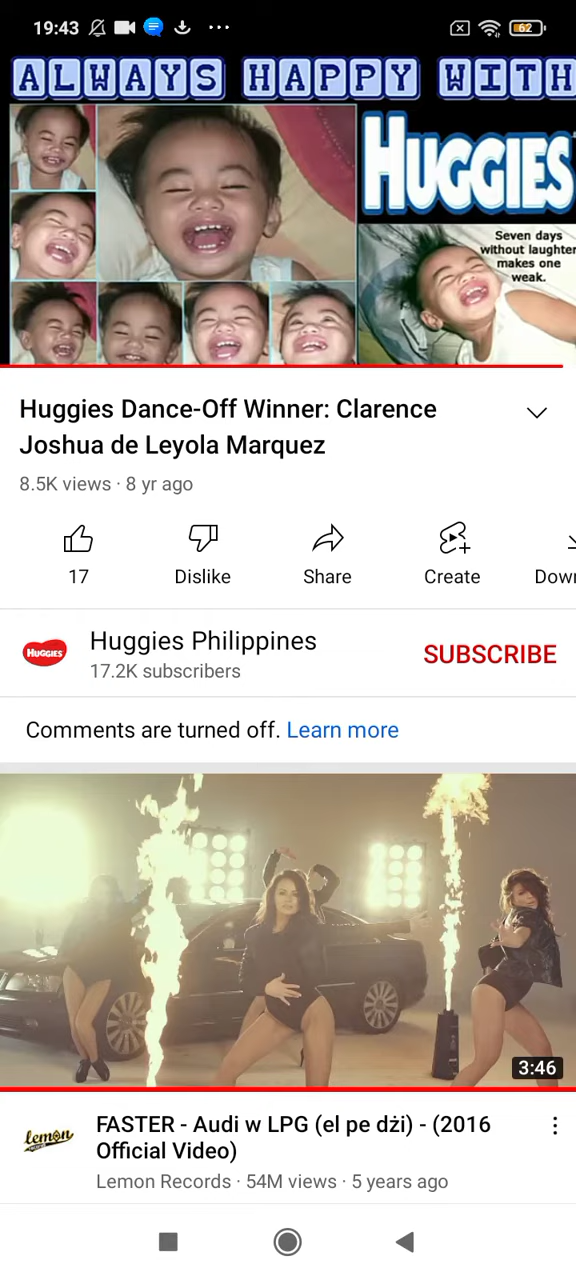 19:43
62
ALWAYS HAPPY WITH
HUGGIES
Seven days
without laughter
makes one
weak.
Huggies Dance-Off Winner: Clarence
Joshua de Leyola Marquez
8.5K views · 8 yr ago
17
Dislike
Share
Create
Down
HUGGIES
Huggies Philippines
17.2K subscribers
SUBSCRIBE
Comments are turned off. Learn more
3:46
lemon
FASTER - Audi w LPG (el pe dżi) - (2016
Official Video)
Lemon Records · 54M views · 5 years ago